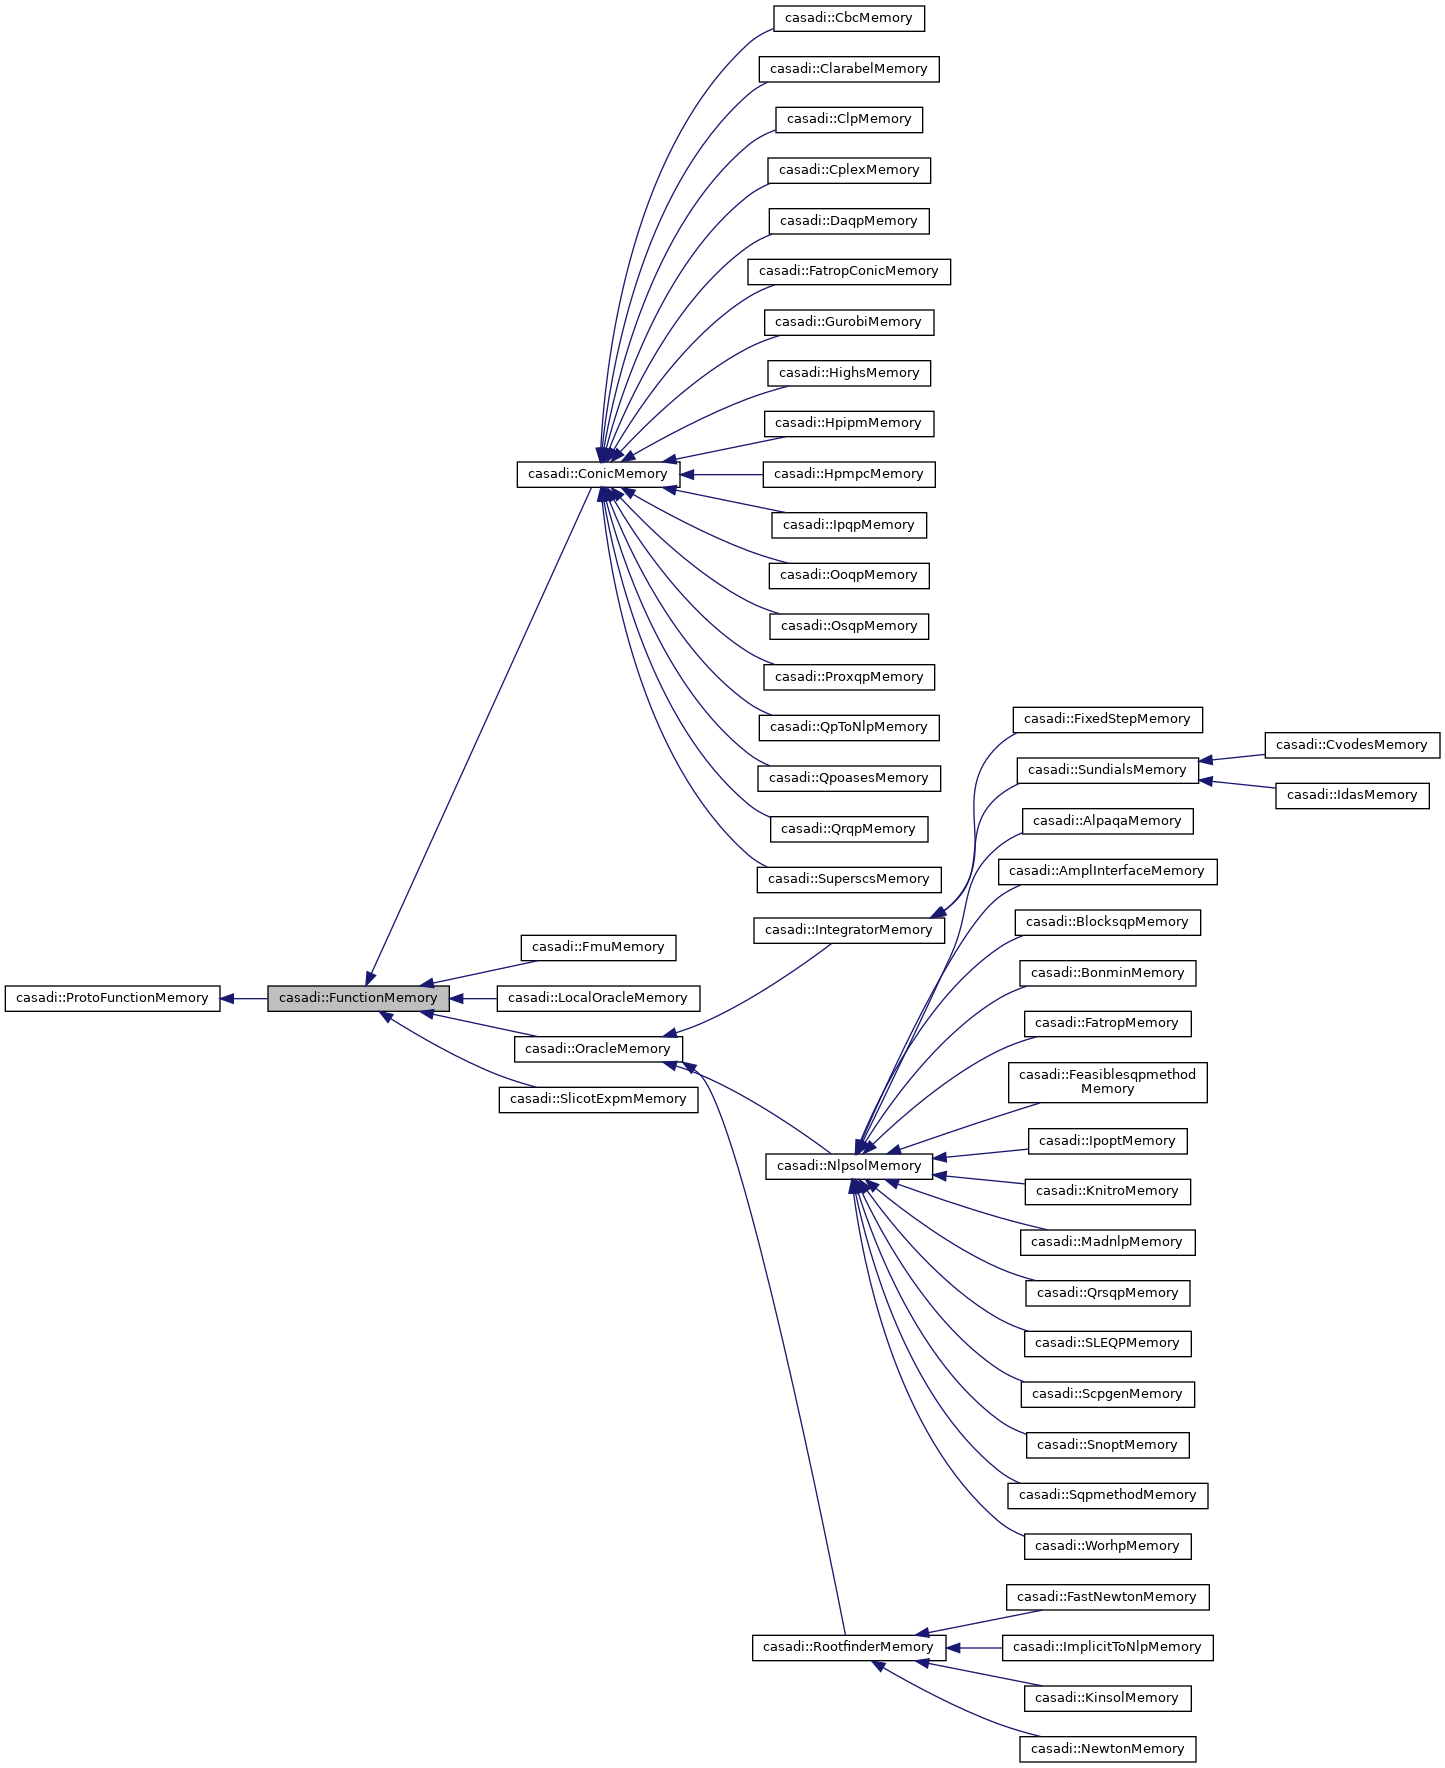 casadi::CbcMemory
casadi::ClarabelMemory
casadi::ClpMemory
casadi::CplexMemory
casadi::DaqpMemory
casadi::FatropConicMemory
casadi::GurobiMemory
casadi::HighsMemory
casadi::HpipmMemory
casadi::ConicMemory
casadi::HpmpcMemory
casadi::IpqpMemory
casadi::OoqpMemory
casadi::OsqpMemory
casadi::ProxqpMemory
casadi::QpToNlpMemory
casadi::QpoasesMemory
casadi::QrqpMemory
casadi::SuperscsMemory
casadi::FixedStepMemory
casadi::SundialsMemory
casadi::CvodesMemory
casadi::IdasMemory
casadi::AlpaqaMemory
casadi::AmplInterfaceMemory
casadi::BlocksqpMemory
casadi::IntegratorMemory
casadi::FmuMemory
casadi::BonminMemory
casadi::ProtoFunctionMemory
casadi::FunctionMemory
casadi::LocalOracleMemory
casadi::FatropMemory
casadi::OracleMemory
casadi::Feasiblesqpmethod
Memory
casadi::SlicotExpmMemory
casadi::IpoptMemory
casadi::NlpsolMemory
casadi::KnitroMemory
casadi::MadnlpMemory
casadi::QrsqpMemory
casadi::SLEQPMemory
casadi::ScpgenMemory
casadi::SnoptMemory
casadi::SqpmethodMemory
casadi::WorhpMemory
casadi::FastNewtonMemory
casadi::RootfinderMemory
casadi::ImplicitToNlpMemory
casadi::KinsolMemory
casadi::NewtonMemory